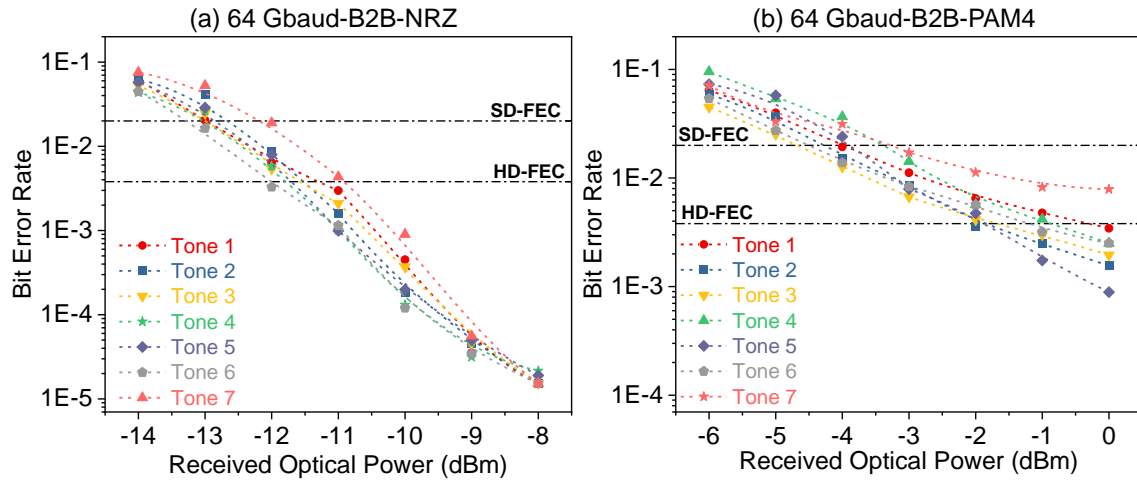 (a) 64 Gbaud-B2B-NRZ
1E-1
1E-2
1E-3
1E-4
1E-5
Bit Error Rate
SD-FEC
HD-FEC
Tone 1
Tone 2
Tone 3
Tone 4
Tone 5
Tone 6
Tone 7
-14 -13 -12 -11 -10 -9 -8
Received Optical Power (dBm)
(b) 64 Gbaud-B2B-PAM4
1E-1
1E-2
1E-3
1E-4
Bit Error Rate
SD-FEC
HD-FEC
Tone 1
Tone 2
Tone 3
Tone 4
Tone 5
Tone 6
Tone 7
-6 -5 -4 -3 -2 -1 0
Received Optical Power (dBm)